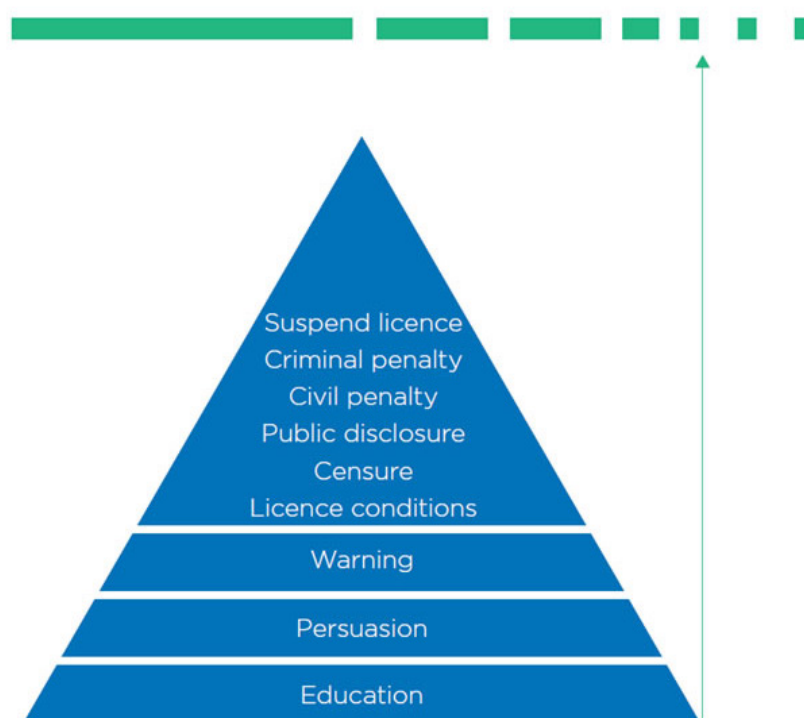 Suspend licence
Criminal penalty
Civil penalty
Public disclosure
Censure
Licence conditions
Warning
Persuasion
Education